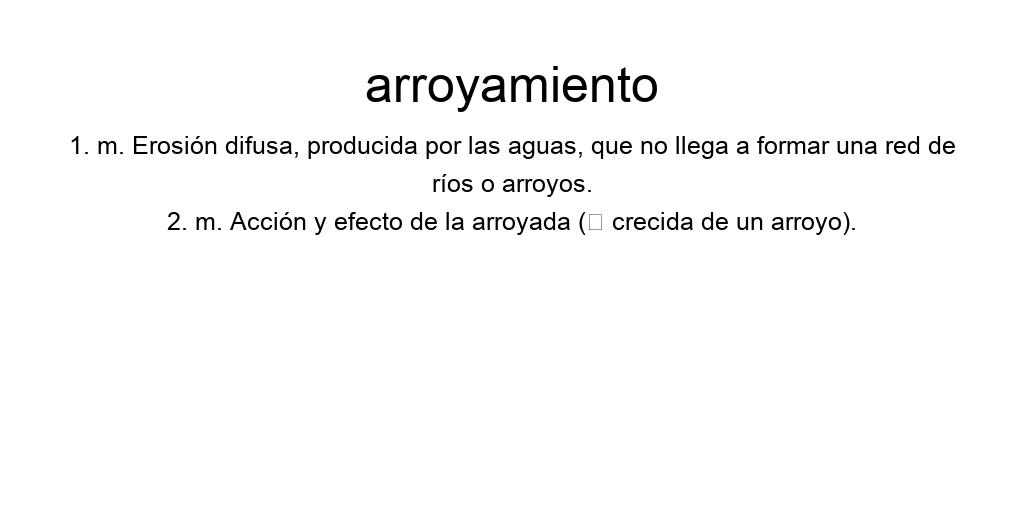 arroyamiento
1. m. Erosión difusa, producida por las aguas, que no llega a formar una red de
ríos o arroyos.
2. m. Acción y efecto de la arroyada (□ crecida de un arroyo).